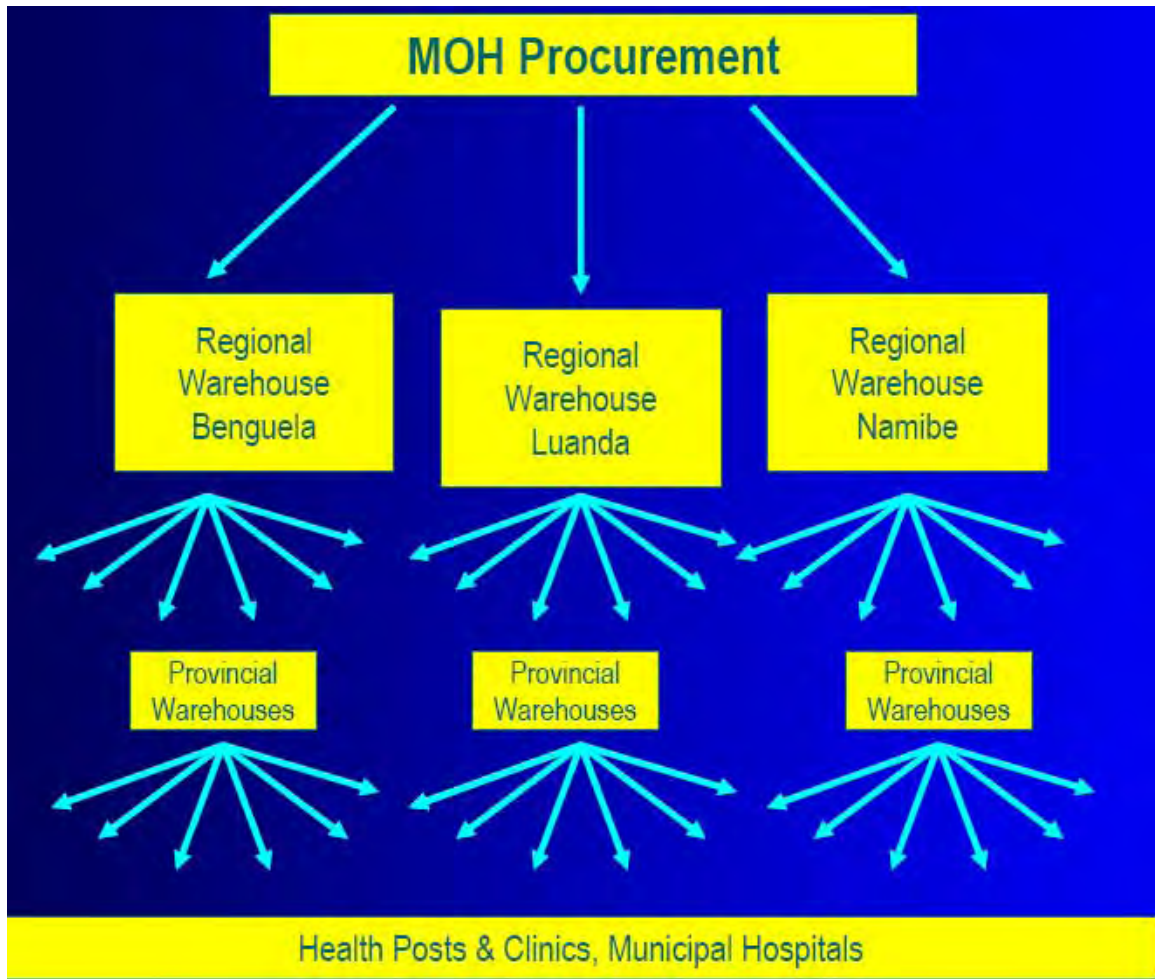 MOH Procurement
Regional
Warehouse
Benguela
Regional
Warehouse
Luanda
Regional
Warehouse
Namibe
Provincial
Warehouses
Provincial
Warehouses
Provincial
Warehouses
Health Posts & Clinics, Municipal Hospitals